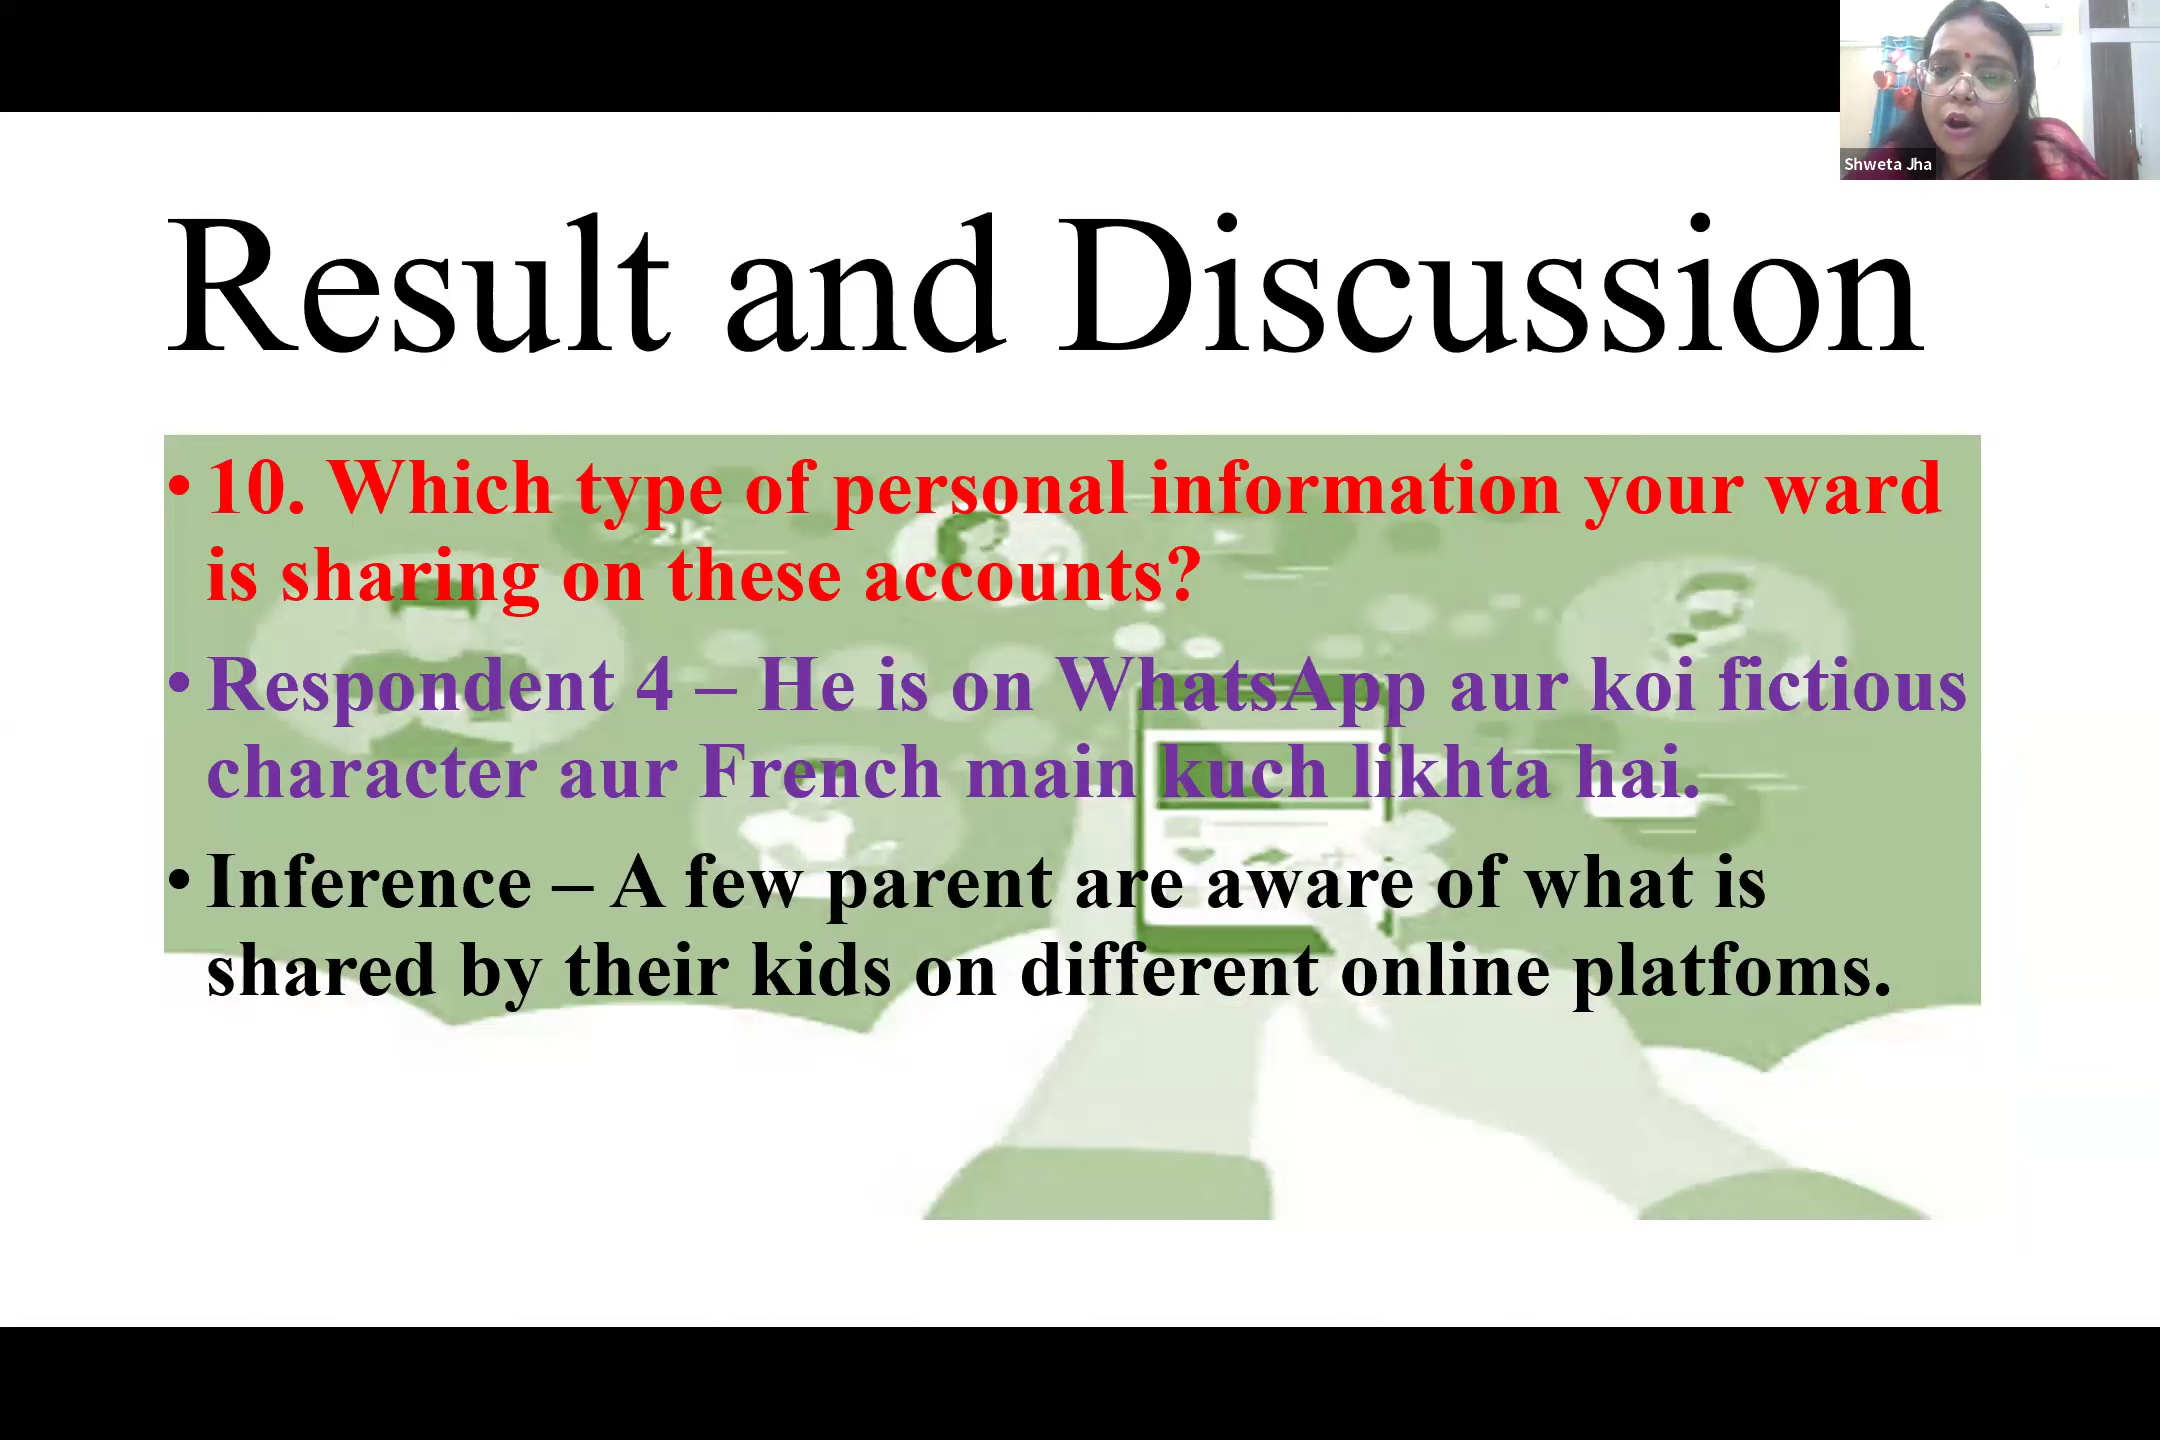 Shweta Jha
Result and Discussion
• 10. Which type of personal information your ward
is sharing on these accounts?
2k
• Respondent 4 – He is on WhatsApp aur koi fictious
character aur French main kuch likhta hai.
• Inference – A few parent are aware of what is
shared by their kids on different online platfoms.